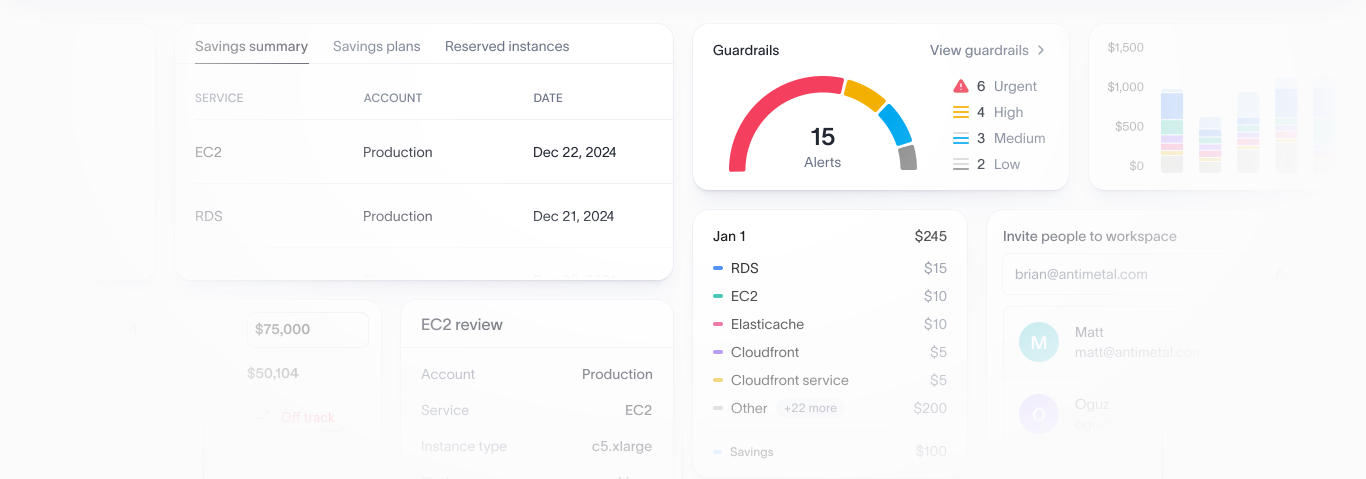 Savings summary Savings plans Reserved instances
SERVICE ACCOUNT DATE
EC2 Production Dec 22, 2024
RDS Production Dec 21, 2024
$75,000
$50,104
Off track
EC2 review
Account Production
Service EC2
Instance type c5.xlarge
Guardrails View guardrails
15
Alerts
6 Urgent
4 High
3 Medium
2 Low
$1,500
$1,000
$500
$0
Jan 1 $245
RDS $15
EC2 $10
Elasticache $10
Cloudfront $5
Cloudfront service $5
Other +22 more $200
Savings $100
Invite people to workspace
brian@antimetal.com
M
Matt
matt@antimetal.com
O
Oguz